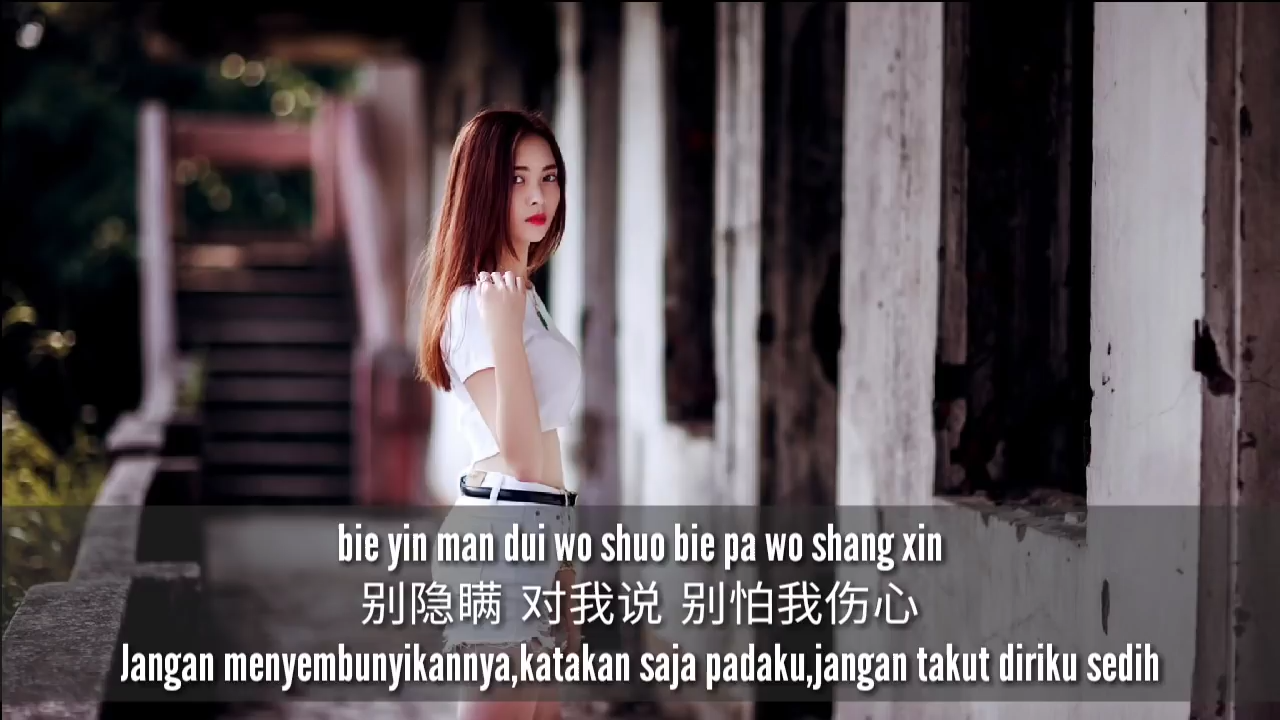 bie yin man dui wo shuo bie pa wo shang xin
别隐瞒 对我说 别怕我伤心
Jangan menyembunyikannya,katakan saja padaku,jangan takut diriku sedih